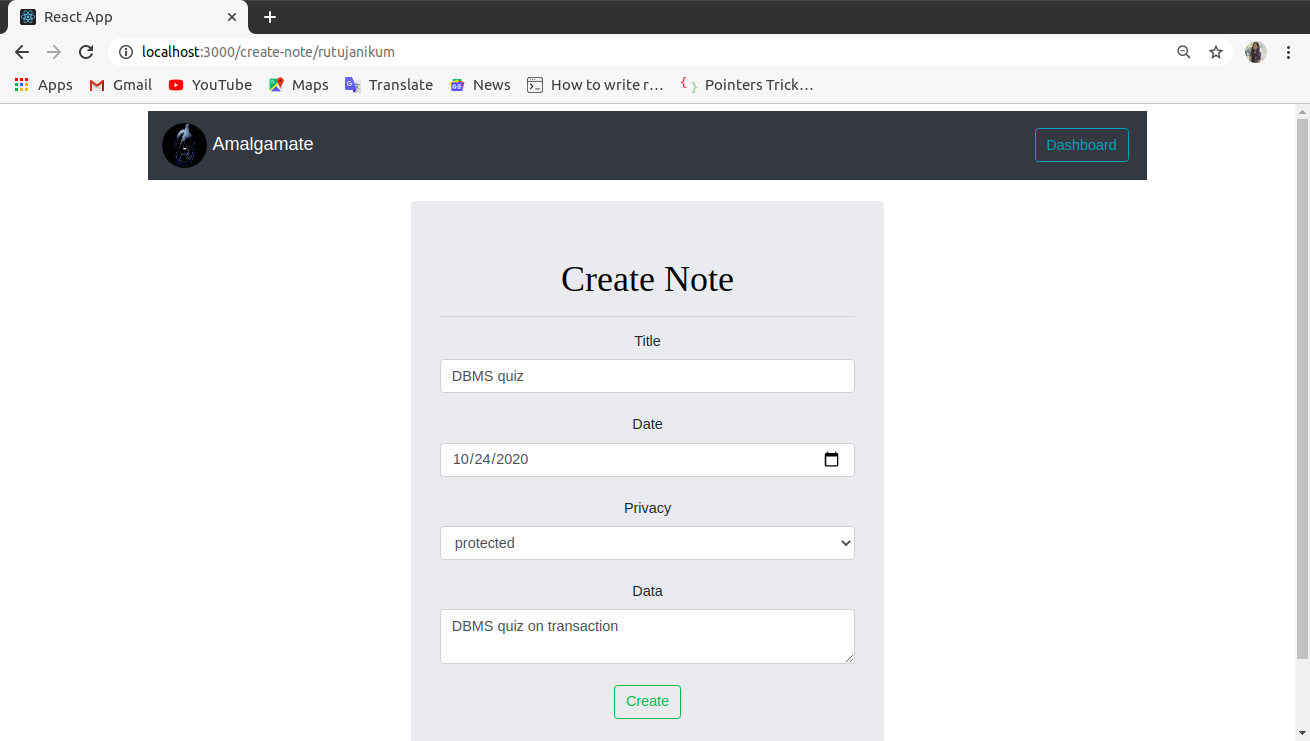 React App
localhost:3000/create-note/rutujanikum
Apps Gmail YouTube Maps Translate News How to write r… Pointers Trick…
Amalgamate Dashboard
Create Note
Title
DBMS quiz
Date
10/24/2020
Privacy
protected
Data
DBMS quiz on transaction
Create